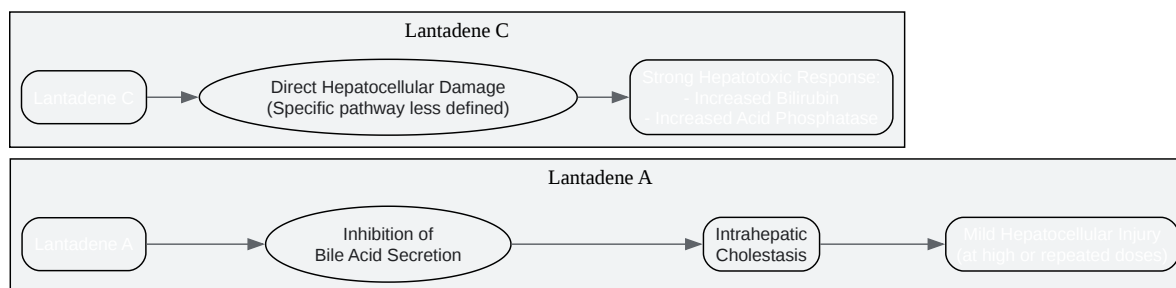 Lantadene C
Lantadene C
Direct Hepatocellular Damage
(Specific pathway less defined)
Strong Hepatotoxic Response:
- Increased Bilirubin
- Increased Acid Phosphatase
Lantadene A
Lantadene A
Inhibition of
Bile Acid Secretion
Intrahepatic
Cholestasis
Mild Hepatocellular Injury
(at high or repeated doses)